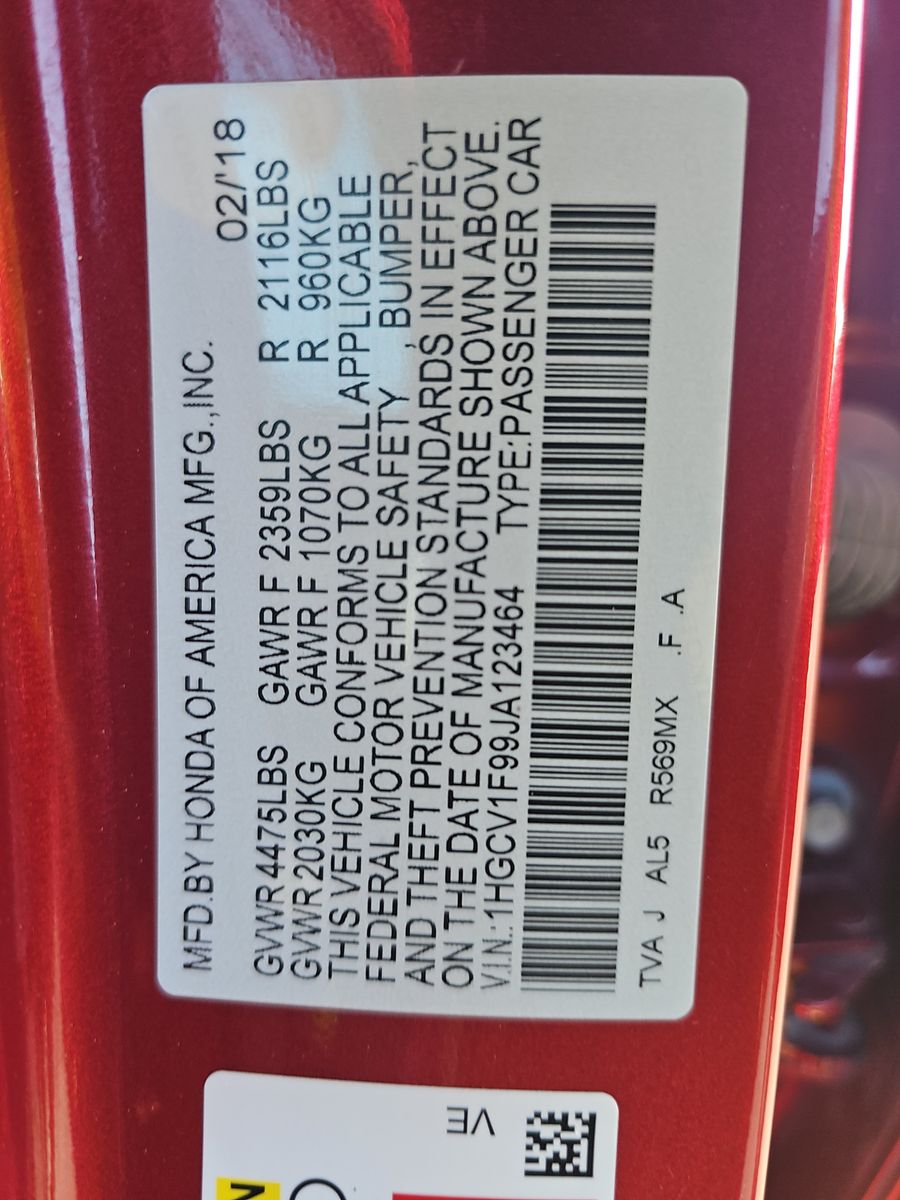 MFD.BY HONDA OF AMERICA MFG.,INC. 02/'18
GVWR 4475LBS GAWR F 2359LBS R 2116LBS
GVWR 2030KG GAWR F 1070KG R 960KG
THIS VEHICLE CONFORMS TO ALL APPLICABLE
FEDERAL MOTOR VEHICLE SAFETY , BUMPER,
AND THEFT PREVENTION STANDARDS IN EFFECT
ON THE DATE OF MANUFACTURE SHOWN ABOVE.
V.I.N.:1HGCV1F99JA123464 TYPE:PASSENGER CAR
TVA J AL5 R569MX .F .A
VE
N